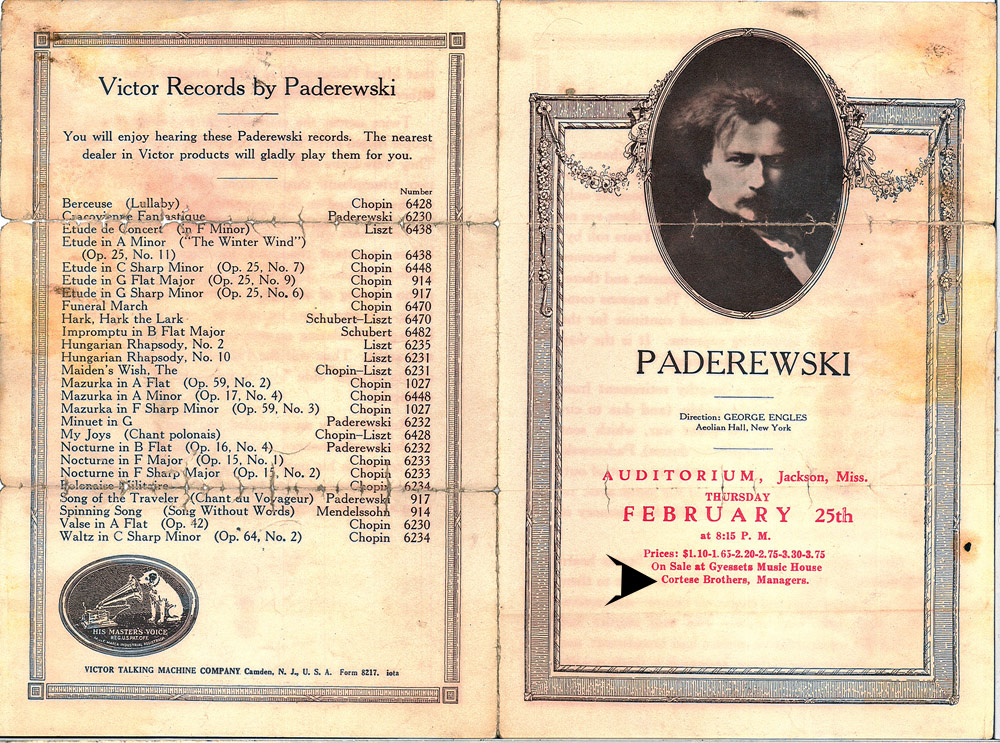 Victor Records by Paderewski
You will enjoy hearing these Paderewski records. The nearest
dealer in Victor products will gladly play them for you.
Number
Berceuse (Lullaby) Chopin 6428
Cracovienne Fantastique Paderewski 6230
Etude de Concert (in F Minor) Liszt 6438
Etude in A Minor ("The Winter Wind")
(Op. 25, No. 11) Chopin 6438
Etude in C Sharp Minor (Op. 25, No. 7) Chopin 6448
Etude in G Flat Major (Op. 25, No. 9) Chopin 914
Etude in G Sharp Minor (Op. 25, No. 6) Chopin 917
Funeral March Chopin 6470
Hark, Hark the Lark Schubert–Liszt 6470
Impromptu in B Flat Major Schubert 6482
Hungarian Rhapsody, No. 2 Liszt 6235
Hungarian Rhapsody, No. 10 Liszt 6231
Maiden's Wish, The Chopin–Liszt 6231
Mazurka in A Flat (Op. 59, No. 2) Chopin 1027
Mazurka in A Minor (Op. 17, No. 4) Chopin 6448
Mazurka in F Sharp Minor (Op. 59, No. 3) Chopin 1027
Minuet in G Paderewski 6232
My Joys (Chant polonais) Chopin–Liszt 6428
Nocturne in B Flat (Op. 16, No. 4) Paderewski 6232
Nocturne in F Major (Op. 15, No. 1) Chopin 6233
Nocturne in F Sharp Major (Op. 15, No. 2) Chopin 6233
Polonaise Militaire Chopin 6234
Song of the Traveler (Chant du Voyageur) Paderewski 917
Spinning Song (Song Without Words) Mendelssohn 914
Valse in A Flat (Op. 42) Chopin 6230
Waltz in C Sharp Minor (Op. 64, No. 2) Chopin 6234
HIS MASTER'S VOICE
REG.U.S.PAT.OFF.
VICTOR TALKING MACHINE COMPANY Camden, N. J., U. S. A. Form 8217. iota
PADEREWSKI
Direction: GEORGE ENGLES
Aeolian Hall, New York
AUDITORIUM, Jackson, Miss.
THURSDAY
FEBRUARY 25th
at 8:15 P. M.
Prices: $1.10-1.65-2.20-2.75-3.30-3.75
On Sale at Gyessets Music House
Cortese Brothers, Managers.